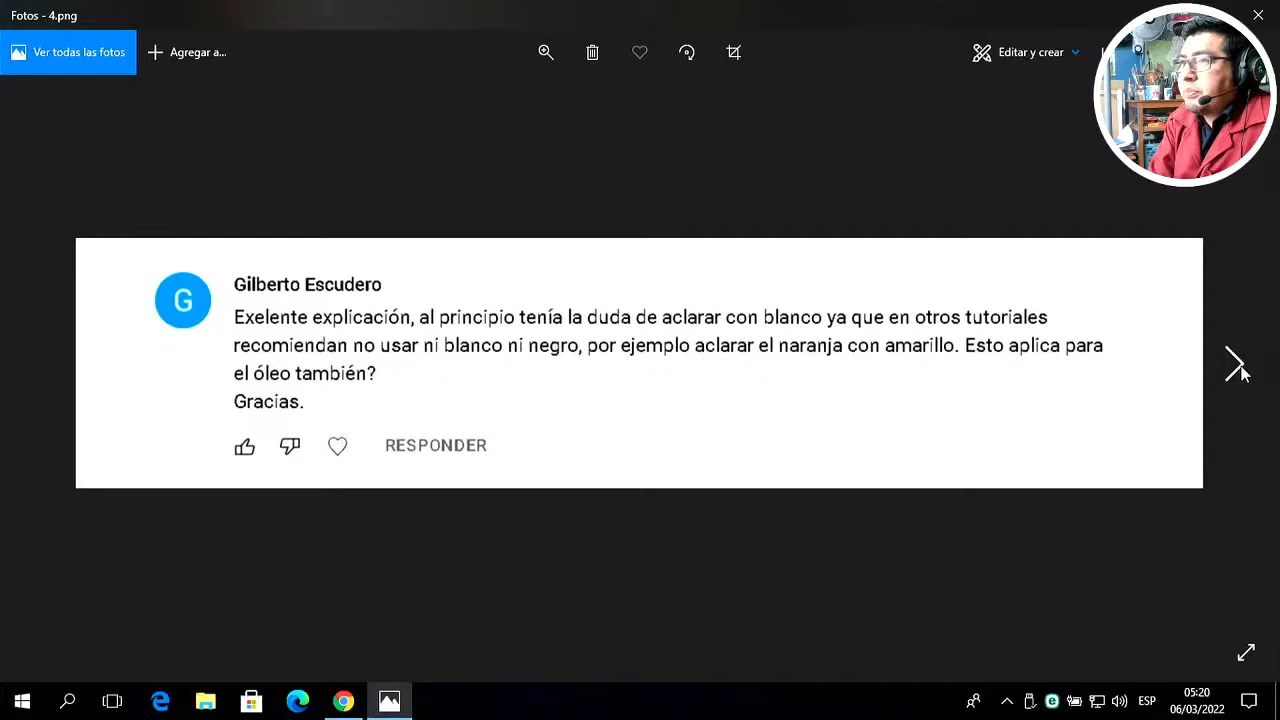 Fotos - 4.png
Ver todas las fotos
Agregar a...
Editar y crear
G
Gilberto Escudero
Exelente explicación, al principio tenía la duda de aclarar con blanco ya que en otros tutoriales
recomiendan no usar ni blanco ni negro, por ejemplo aclarar el naranja con amarillo. Esto aplica para
el óleo también?
Gracias.
RESPONDER
ESP
05:20
06/03/2022